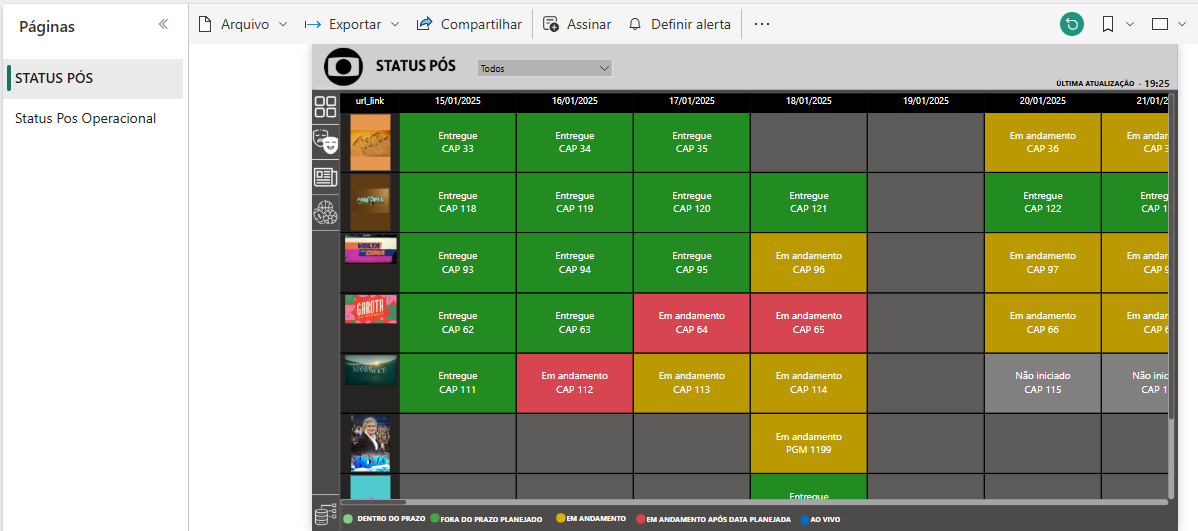 Páginas
STATUS PÓS
Status Pos Operacional
Arquivo
Exportar
Compartilhar
Assinar
Definir alerta
STATUS PÓS
Todos
ÚLTIMA ATUALIZAÇÃO - 19:25
url_link 15/01/2025 16/01/2025 17/01/2025 18/01/2025 19/01/2025 20/01/2025 21/01/2
Entregue Entregue Entregue Em andamento Em andar
CAP 33 CAP 34 CAP 35 CAP 36 CAP 3
Entregue Entregue Entregue Entregue Entregue Entreg
CAP 118 CAP 119 CAP 120 CAP 121 CAP 122 CAP 1
VOLTA
CIMA
Entregue Entregue Entregue Em andamento Em andamento Em andar
CAP 93 CAP 94 CAP 95 CAP 96 CAP 97 CAP 9
GAROTA
Entregue Entregue Em andamento Em andamento Em andamento Em andar
CAP 62 CAP 63 CAP 64 CAP 65 CAP 66 CAP 6
MANIA VOCÊ
Entregue Em andamento Em andamento Em andamento Não iniciado Não inic
CAP 111 CAP 112 CAP 113 CAP 114 CAP 115 CAP 1
Em andamento
PGM 1199
Entregue
DENTRO DO PRAZO FORA DO PRAZO PLANEJADO EM ANDAMENTO EM ANDAMENTO APÓS DATA PLANEJADA AO VIVO